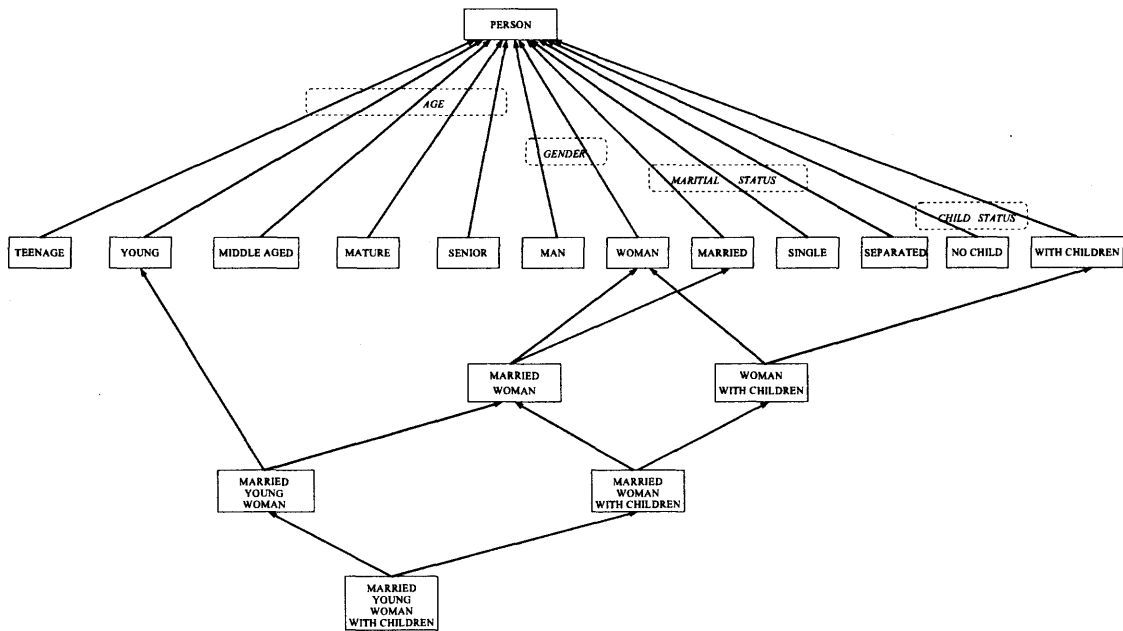 PERSON
AGE
GENDER
MARITIAL STATUS
CHILD STATUS
TEENAGE
YOUNG
MIDDLE AGED
MATURE
SENIOR
MAN
WOMAN
MARRIED
SINGLE
SEPARATED
NO CHILD
WITH CHILDREN
MARRIED
WOMAN
WOMAN
WITH CHILDREN
MARRIED
YOUNG
WOMAN
MARRIED
WOMAN
WITH CHILDREN
MARRIED
YOUNG
WOMAN
WITH CHILDREN